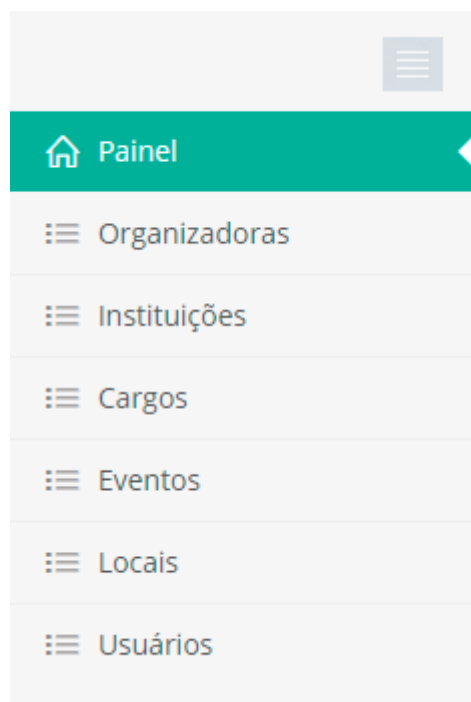 Painel
Organizadoras
Instituições
Cargos
Eventos
Locais
Usuários